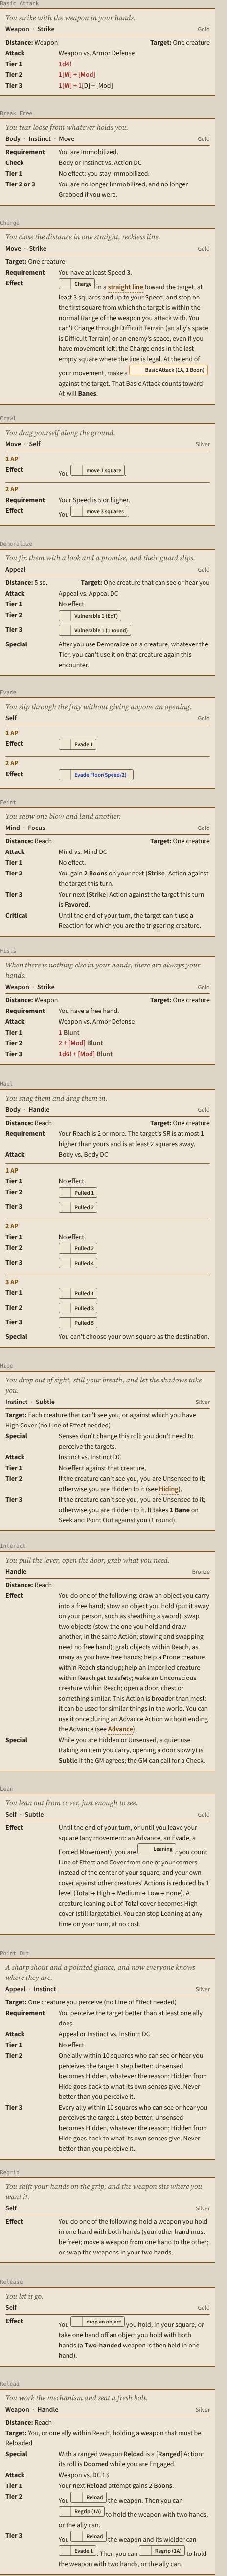 Basic Attack
You strike with the weapon in your hands.
Weapon · Strike Gold
Distance: Weapon Target: One creature
Attack Weapon vs. Armor Defense
Tier 1 1d4!
Tier 2 1[W] + [Mod]
Tier 3 1[W] + 1[D] + [Mod]
Break Free
You tear loose from whatever holds you.
Body · Instinct · Move Gold
Requirement You are Immobilized.
Check Body or Instinct vs. Action DC
Tier 1 No effect: you stay Immobilized.
Tier 2 or 3 You are no longer Immobilized, and no longer
Grabbed if you were.
Charge
You close the distance in one straight, reckless line.
Move · Strike Gold
Target: One creature
Requirement You have at least Speed 3.
Effect Charge in a straight line toward the target, at
least 3 squares and up to your Speed, and stop on
the first square from which the target is within the
normal Range of the weapon you attack with. You
can't Charge through Difficult Terrain (an ally's space
is Difficult Terrain) or an enemy's space, even if you
have movement left: the Charge ends in the last
empty square where the line is legal. At the end of
your movement, make a Basic Attack (1A, 1 Boon)
against the target. That Basic Attack counts toward
At-will Banes.
Crawl
You drag yourself along the ground.
Move · Self Silver
1 AP
Effect You move 1 square.
2 AP
Requirement Your Speed is 5 or higher.
Effect You move 3 squares.
Demoralize
You fix them with a look and a promise, and their guard slips.
Appeal Gold
Distance: 5 sq. Target: One creature that can see or hear you
Attack Appeal vs. Appeal DC
Tier 1 No effect.
Tier 2 Vulnerable 1 (EoT)
Tier 3 Vulnerable 1 (1 round)
Special After you use Demoralize on a creature, whatever the
Tier, you can't use it on that creature again this
encounter.
Evade
You slip through the fray without giving anyone an opening.
Self Gold
1 AP
Effect Evade 1
2 AP
Effect Evade Floor(Speed/2)
Feint
You show one blow and land another.
Mind · Focus Gold
Distance: Reach Target: One creature
Attack Mind vs. Mind DC
Tier 1 No effect.
Tier 2 You gain 2 Boons on your next [Strike] Action against
the target this turn.
Tier 3 Your next [Strike] Action against the target this turn
is Favored.
Critical Until the end of your turn, the target can't use a
Reaction for which you are the triggering creature.
Fists
When there is nothing else in your hands, there are always your
hands.
Weapon · Strike Gold
Distance: Weapon Target: One creature
Requirement You have a free hand.
Attack Weapon vs. Armor Defense
Tier 1 1 Blunt
Tier 2 2 + [Mod] Blunt
Tier 3 1d6! + [Mod] Blunt
Haul
You snag them and drag them in.
Body · Handle Gold
Distance: Reach Target: One creature
Requirement Your Reach is 2 or more. The target's SR is at most 1
higher than yours and is at least 2 squares away.
Attack Body vs. Body DC
1 AP
Tier 1 No effect.
Tier 2 Pulled 1
Tier 3 Pulled 2
2 AP
Tier 1 No effect.
Tier 2 Pulled 2
Tier 3 Pulled 4
3 AP
Tier 1 Pulled 1
Tier 2 Pulled 3
Tier 3 Pulled 5
Special You can't choose your own square as the destination.
Hide
You drop out of sight, still your breath, and let the shadows take
you.
Instinct · Subtle Silver
Target: Each creature that can't see you, or against which you have
High Cover (no Line of Effect needed)
Special Senses don't change this roll: you don't need to
perceive the targets.
Attack Instinct vs. Instinct DC
Tier 1 No effect against that creature.
Tier 2 If the creature can't see you, you are Unsensed to it;
otherwise you are Hidden to it (see Hiding).
Tier 3 If the creature can't see you, you are Unsensed to it;
otherwise you are Hidden to it. It takes 1 Bane on
Seek and Point Out against you (1 round).
Interact
You pull the lever, open the door, grab what you need.
Handle Bronze
Distance: Reach
Effect You do one of the following: draw an object you carry
into a free hand; stow an object you hold (put it away
on your person, such as sheathing a sword); swap
two objects (stow the one you hold and draw
another, in the same Action; stowing and swapping
need no free hand); grab objects within Reach, as
many as you have free hands; help a Prone creature
within Reach stand up; help an Imperiled creature
within Reach get to safety; wake an Unconscious
creature within Reach; open a door, chest or
something similar. This Action is broader than most:
it can be used for similar things in the world. You can
use it once during an Advance Action without ending
the Advance (see Advance).
Special While you are Hidden or Unsensed, a quiet use
(taking an item you carry, opening a door slowly) is
Subtle if the GM agrees; the GM can call for a Check.
Lean
You lean out from cover, just enough to see.
Self · Subtle Gold
Effect Until the end of your turn, or until you leave your
square (any movement: an Advance, an Evade, a
Forced Movement), you are Leaning: you count
Line of Effect and Cover from one of your corners
instead of the center of your square, and your own
cover against other creatures' Actions is reduced by 1
level (Total → High → Medium → Low → none). A
creature leaning out of Total cover becomes High
cover (still targetable). You can stop Leaning at any
time on your turn, at no cost.
Point Out
A sharp shout and a pointed glance, and now everyone knows
where they are.
Appeal · Instinct Silver
Target: One creature you perceive (no Line of Effect needed)
Requirement You perceive the target better than at least one ally
does.
Attack Appeal or Instinct vs. Instinct DC
Tier 1 No effect.
Tier 2 One ally within 10 squares who can see or hear you
perceives the target 1 step better: Unsensed
becomes Hidden, whatever the reason; Hidden from
Hide goes back to what its own senses give. Never
better than you perceive it.
Tier 3 Every ally within 10 squares who can see or hear you
perceives the target 1 step better: Unsensed
becomes Hidden, whatever the reason; Hidden from
Hide goes back to what its own senses give. Never
better than you perceive it.
Regrip
You shift your hands on the grip, and the weapon sits where you
want it.
Self Silver
Effect You do one of the following: hold a weapon you hold
in one hand with both hands (your other hand must
be free); move a weapon from one hand to the other;
or swap the weapons in your two hands.
Release
You let it go.
Self Gold
Effect You drop an object you hold, in your square, or
take one hand off an object you hold with both
hands (a Two-handed weapon is then held in one
hand).
Reload
You work the mechanism and seat a fresh bolt.
Weapon · Handle Silver
Distance: Reach
Target: You, or one ally within Reach, holding a weapon that must be
Reloaded
Special With a ranged weapon Reload is a [Ranged] Action:
its roll is Doomed while you are Engaged.
Attack Weapon vs. DC 13
Tier 1 Your next Reload attempt gains 2 Boons.
Tier 2 You Reload the weapon. Then you can
Regrip (1A) to hold the weapon with two hands,
or the ally can.
Tier 3 You Reload the weapon and its wielder can
Evade 1. Then you can Regrip (1A) to hold
the weapon with two hands, or the ally can.